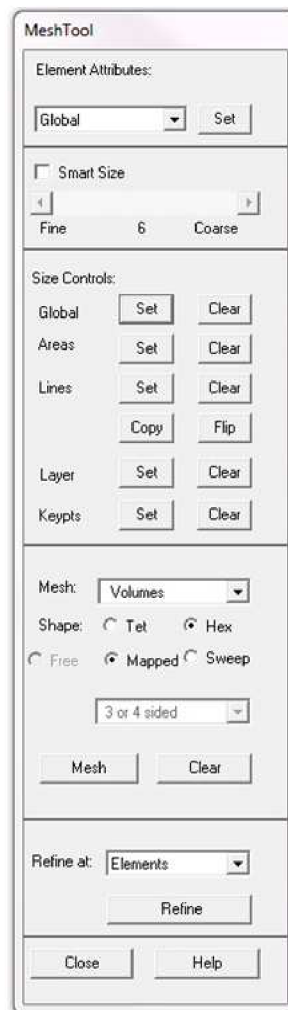 MeshTool
Element Attributes:
Global Set
Smart Size
Fine 6 Coarse
Size Controls:
Global Set Clear
Areas Set Clear
Lines Set Clear
Copy Flip
Layer Set Clear
Keypts Set Clear
Mesh: Volumes
Shape: Tet Hex
Free Mapped Sweep
3 or 4 sided
Mesh Clear
Refine at: Elements
Refine
Close Help